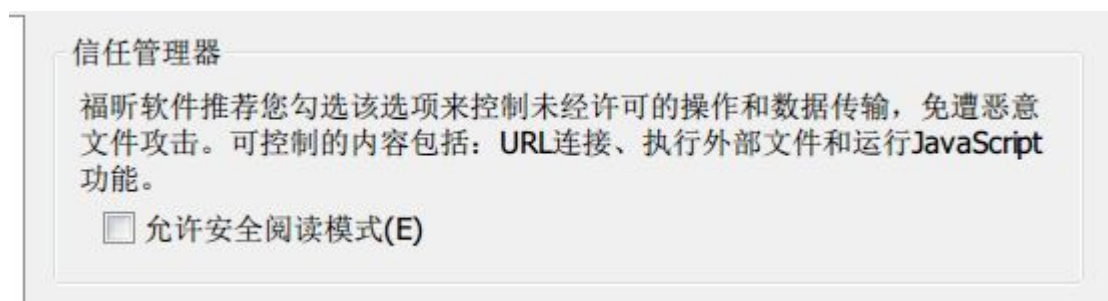 信任管理器
福昕软件推荐您勾选该选项来控制未经许可的操作和数据传输，免遭恶意
文件攻击。可控制的内容包括：URL连接、执行外部文件和运行JavaScript
功能。
允许安全阅读模式(E)